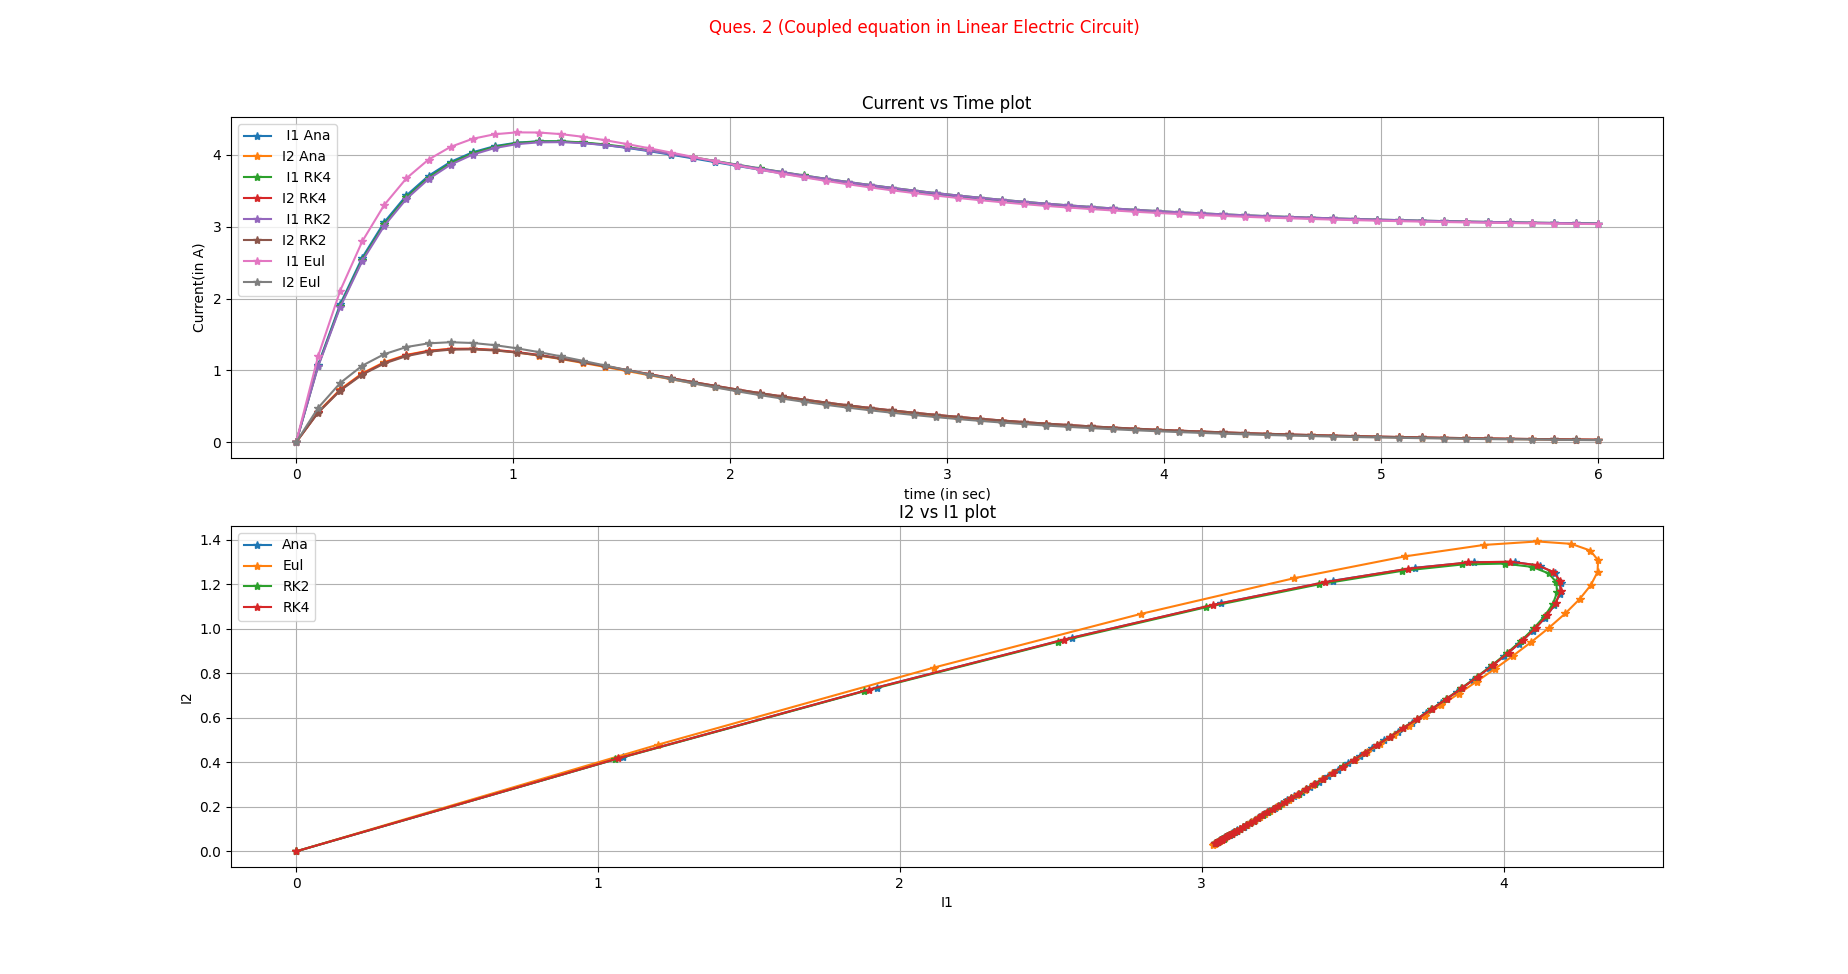 Ques. 2 (Coupled equation in Linear Electric Circuit)
Current vs Time plot
I1 Ana
I2 Ana
I1 RK4
I2 RK4
I1 RK2
I2 RK2
I1 Eul
I2 Eul
Current(in A)
4
3
2
1
0
0 1 2 3 4 5 6
time (in sec)
I2 vs I1 plot
Ana
Eul
RK2
RK4
I2
1.4
1.2
1.0
0.8
0.6
0.4
0.2
0.0
0 1 2 3 4
I1